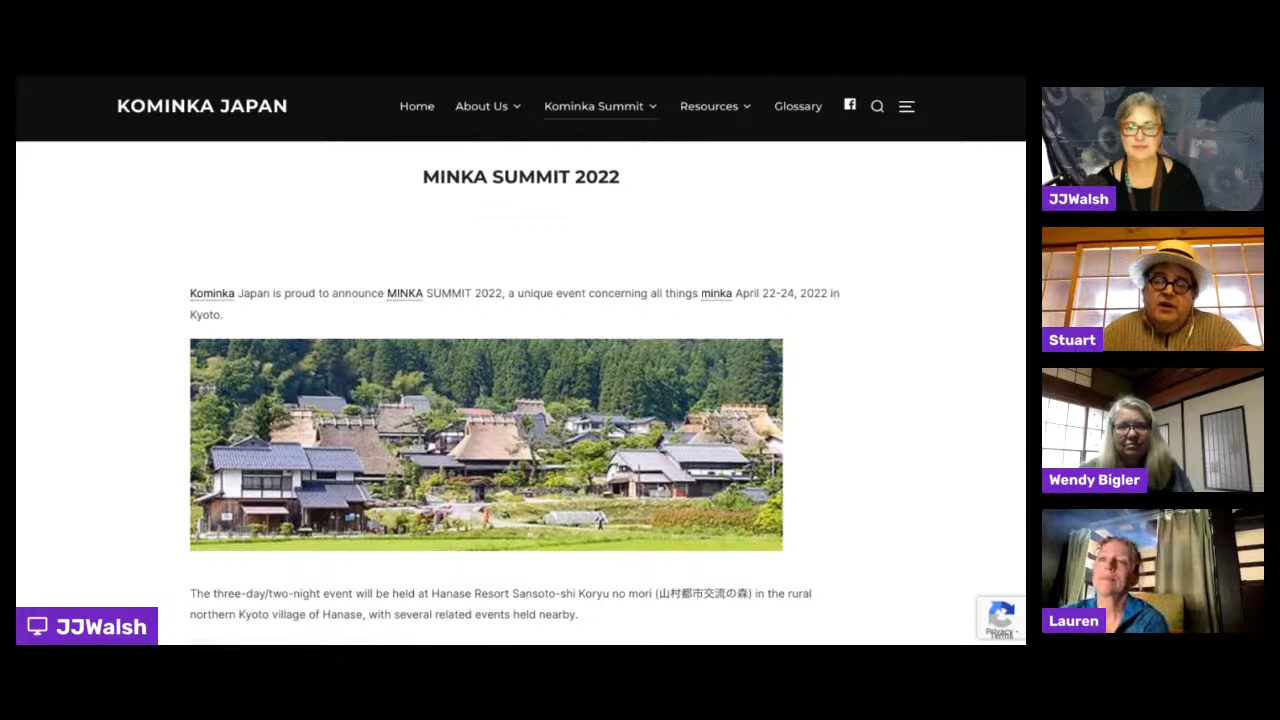 KOMINKA JAPAN
Home About Us Kominka Summit Resources Glossary
MINKA SUMMIT 2022
Kominka Japan is proud to announce MINKA SUMMIT 2022, a unique event concerning all things minka April 22-24, 2022 in
Kyoto.
The three-day/two-night event will be held at Hanase Resort Sansoto-shi Koryu no mori (山村都市交流の森) in the rural
northern Kyoto village of Hanase, with several related events held nearby.
Privacy -
Terms
JJWalsh
JJWalsh
Stuart
Wendy Bigler
Lauren